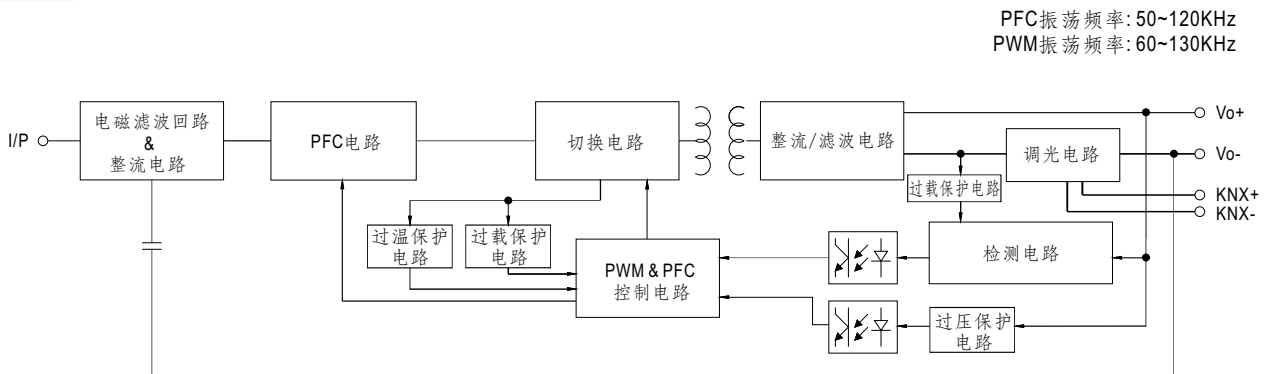 PFC振荡频率: 50~120KHz
PWM振荡频率: 60~130KHz
I/P
电磁滤波回路
&
整流电路
PFC电路
切换电路
整流/滤波电路
调光电路
Vo+
Vo-
KNX+
KNX-
过载保护电路
过温保护
电路
过载保护
电路
PWM & PFC
控制电路
检测电路
过压保护
电路